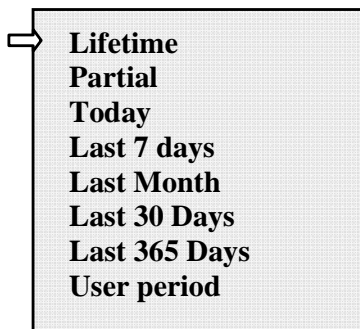 Lifetime
Partial
Today
Last 7 days
Last Month
Last 30 Days
Last 365 Days
User period